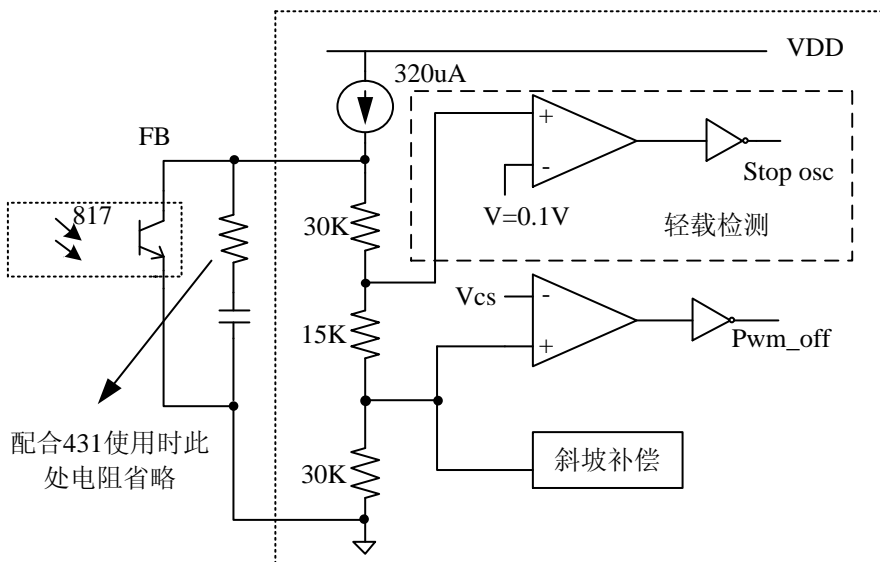 VDD
320uA
FB
+
-
Stop osc
V=0.1V
轻载检测
817
30K
Vcs
-
+
15K
Pwm_off
配合431使用时此
处电阻省略
30K
斜坡补偿